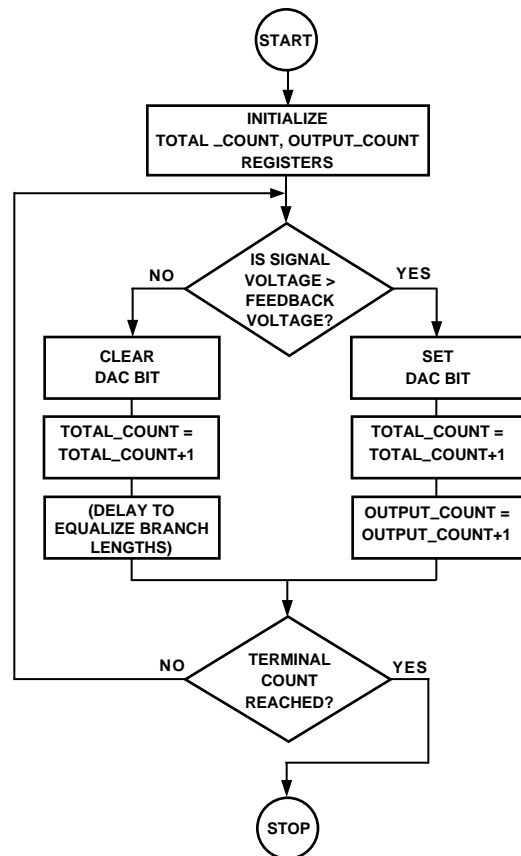 START
INITIALIZE
TOTAL _COUNT, OUTPUT_COUNT
REGISTERS
IS SIGNAL
VOLTAGE >
FEEDBACK
VOLTAGE?
NO
YES
CLEAR
DAC BIT
SET
DAC BIT
TOTAL_COUNT =
TOTAL_COUNT+1
TOTAL_COUNT =
TOTAL_COUNT+1
(DELAY TO
EQUALIZE BRANCH
LENGTHS)
OUTPUT_COUNT =
OUTPUT_COUNT+1
NO
YES
TERMINAL
COUNT
REACHED?
STOP